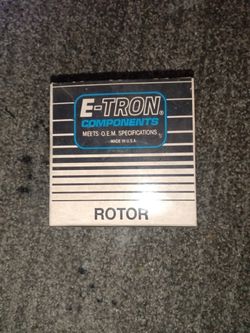 E-TRON®
COMPONENTS
MEETS O.E.M. SPECIFICATIONS
MADE IN U.S.A.
ROTOR